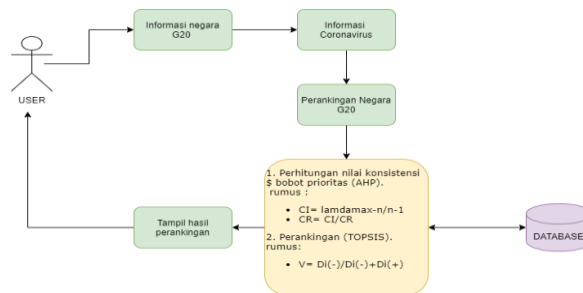 Informasi negara
G20
Informasi
Coronavirus
USER
Perankingan Negara
G20
1. Perhitungan nilai konsistensi
$ bobot prioritas (AHP).
rumus :
• CI= lamdamax-n/n-1
• CR= CI/CR
2. Perankingan (TOPSIS).
rumus:
• V= Di(-)/Di(-)+Di(+)
Tampil hasil
perankingan
DATABASE